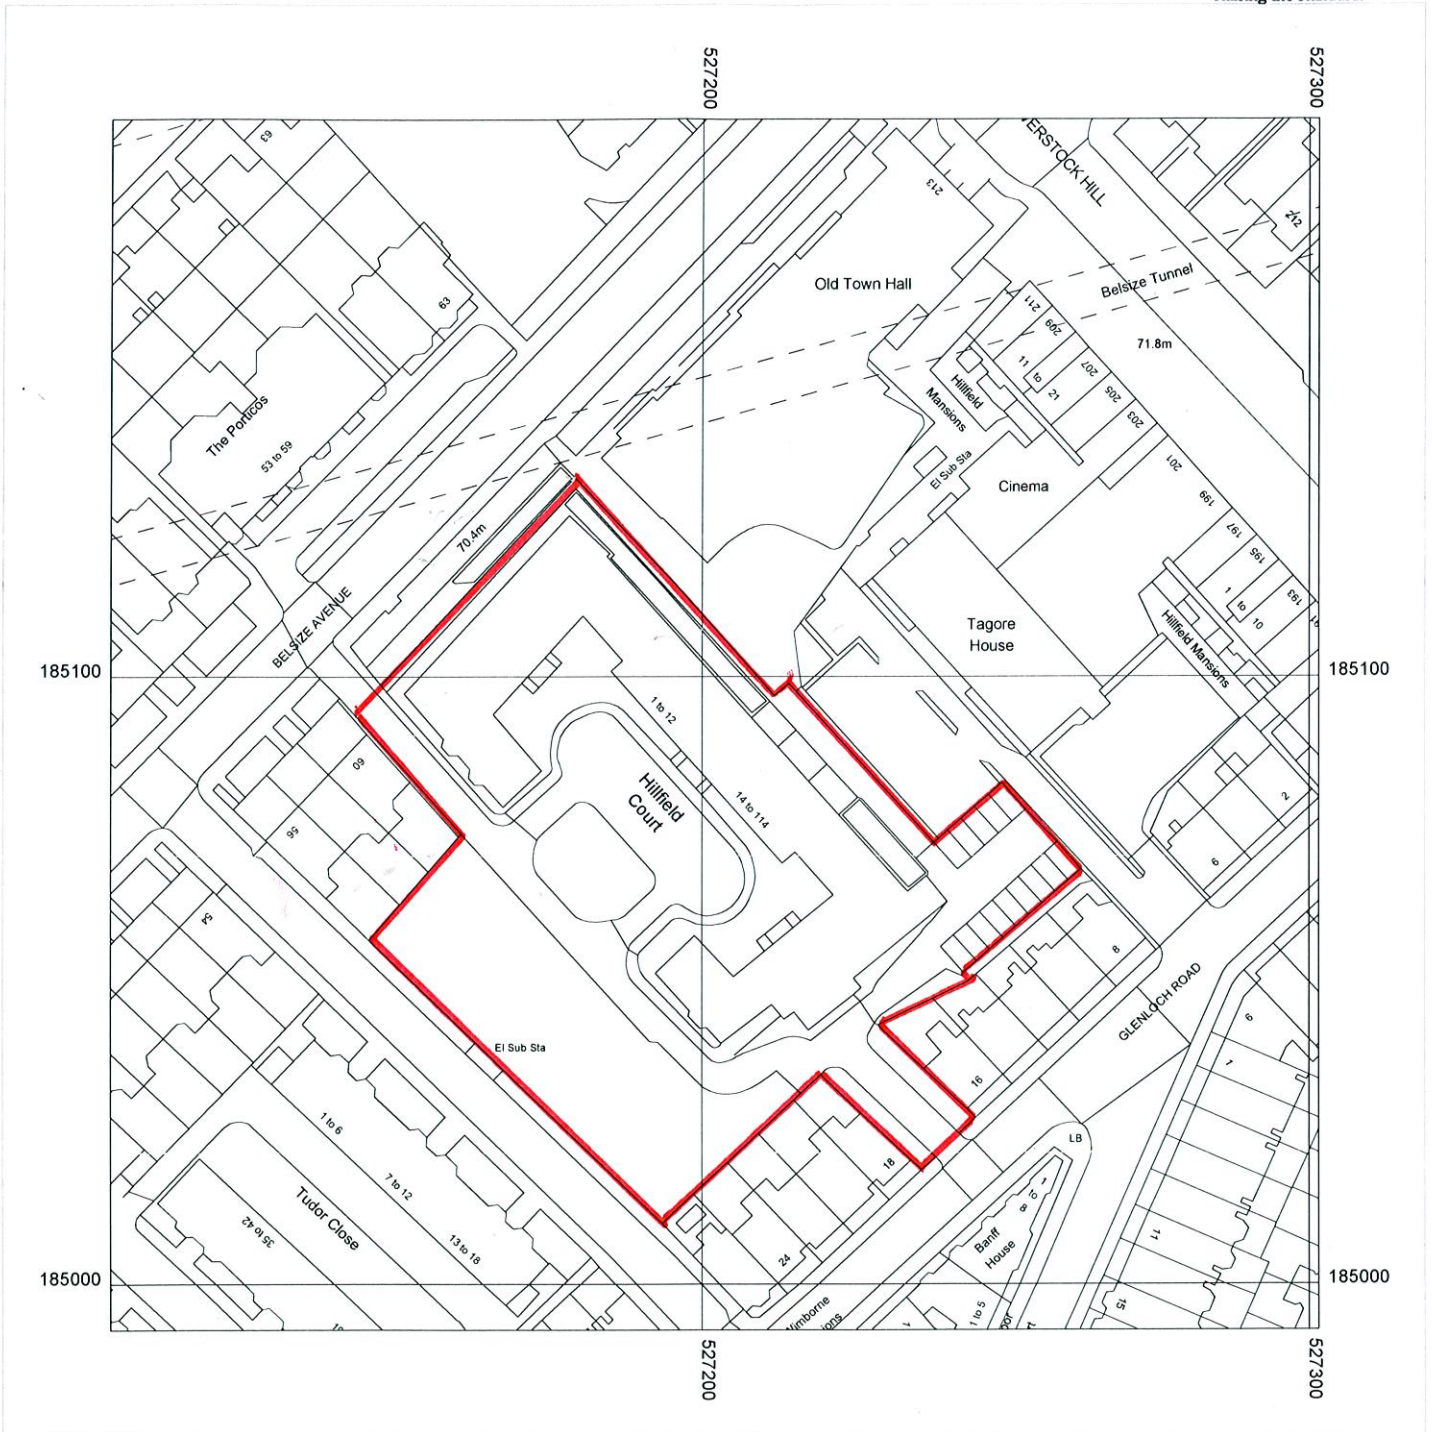 527200
527300
63
213
212
Old Town Hall
Belsize Tunnel
71.8m
63
211
209
207
205
203
201
199
197
195
193
11
to
21
Hillfield
Mansions
The Porticos
53 to 59
El Sub Sta
Cinema
70.4m
BELSIZE AVENUE
Tagore
House
1
to
10
Hillfield Mansions
185100
185100
1 to 12
Hillfield
Court
14 to 114
60
56
54
2
6
8
GLENLOCH ROAD
El Sub Sta
16
18
24
LB
6
1
11
15
1 to 6
7 to 12
13 to 18
Tudor Close
35 to 42
Banff
House
1 to 5
185000
185000
527200
527300